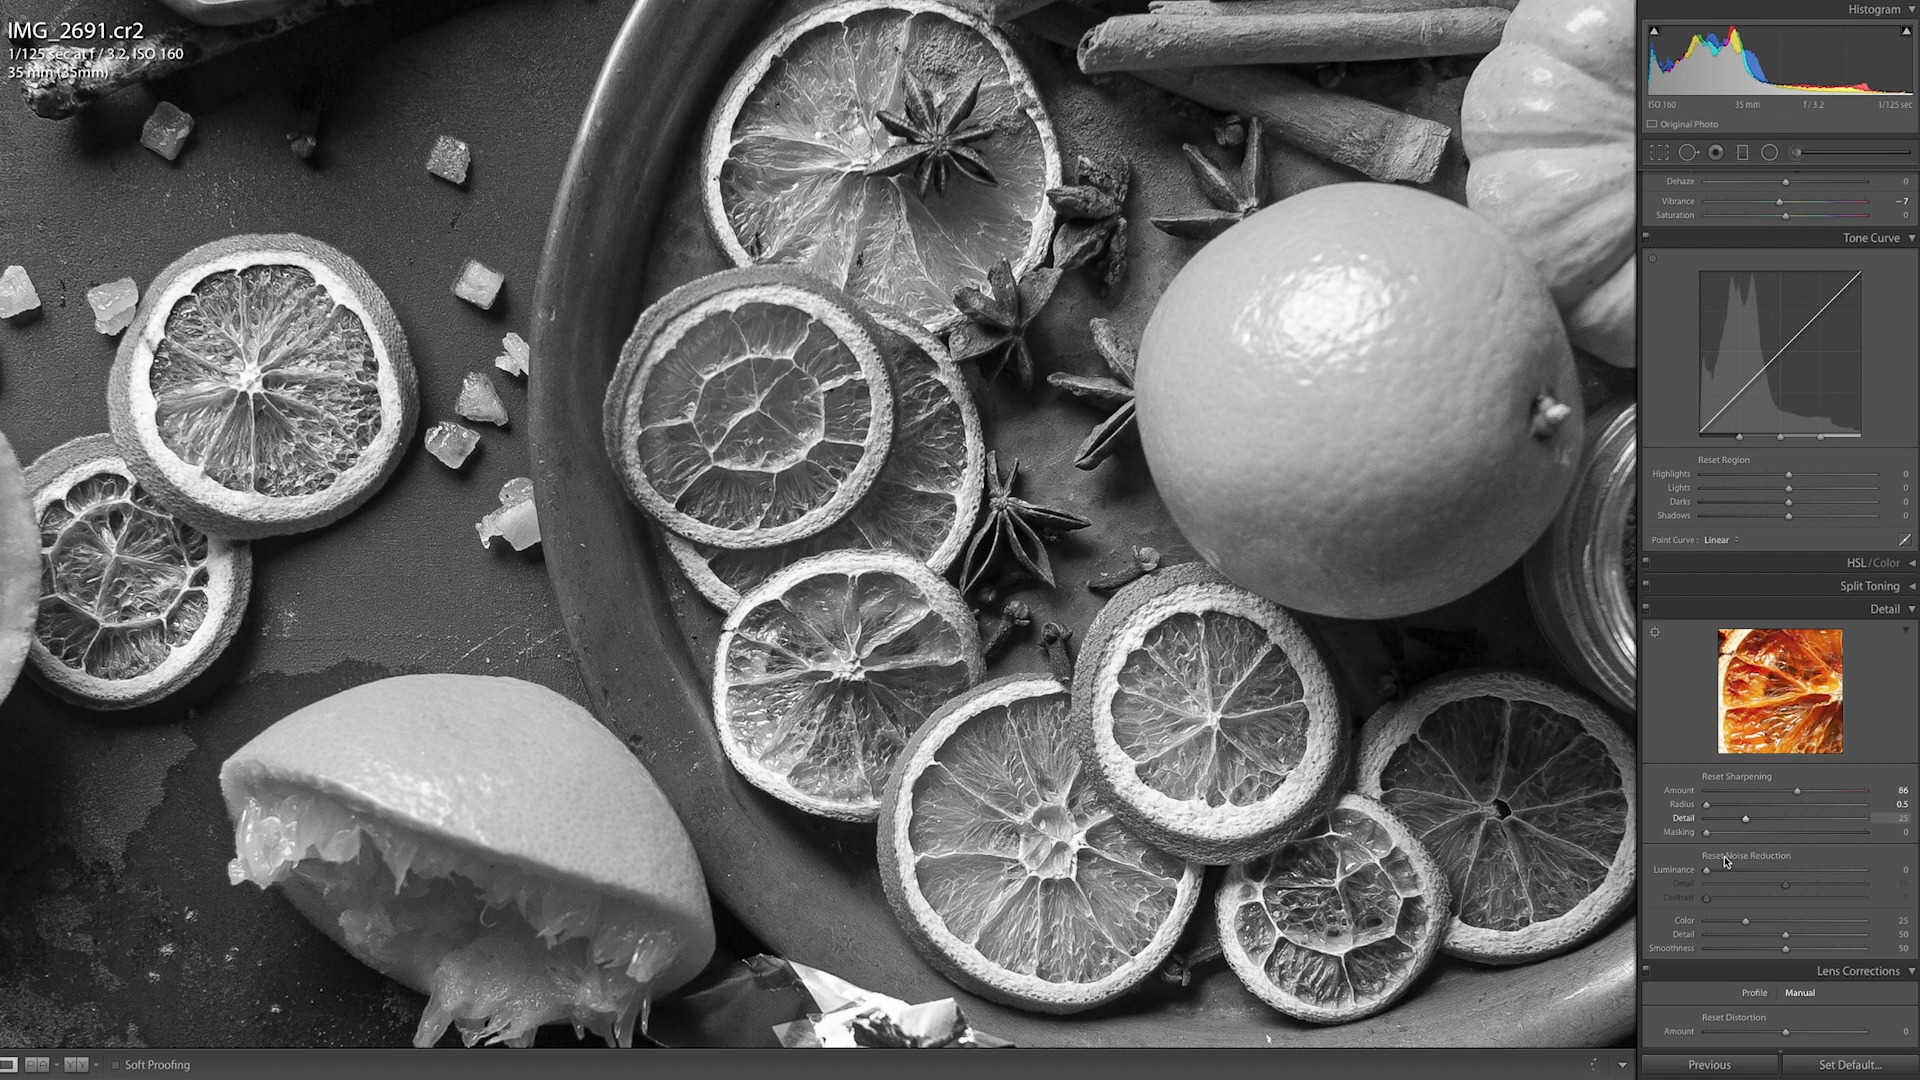 IMG_2691.cr2
1/125 sec at f / 3.2, ISO 160
35 mm (35mm)
Histogram
ISO 160 35 mm f / 3.2 1/125 sec
Original Photo
Dehaze 0
Vibrance – 7
Saturation 0
Tone Curve
Reset Region
Highlights 0
Lights 0
Darks 0
Shadows 0
Point Curve : Linear
HSL / Color
Split Toning
Detail
Reset Sharpening
Amount 86
Radius 0.5
Detail 25
Masking 0
Reset Noise Reduction
Luminance 0
Detail 50
Contrast 0
Color 25
Detail 50
Smoothness 50
Lens Corrections
Profile Manual
Reset Distortion
Amount 0
R A Y Y Soft Proofing
Previous Set Default...